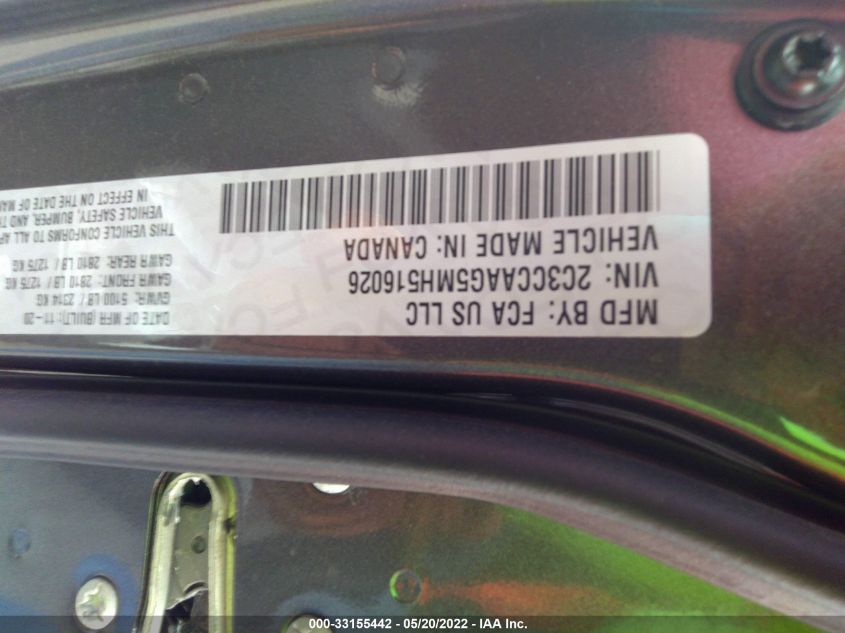 MFD BY: FCA US LLC
VIN: 2C3CCAAG5MH516026
VEHICLE MADE IN: CANADA
DATE OF MFR (BUILT): 11-20
GVWR: 5100 LB / 2314 KG
GAWR FRONT: 2810 LB / 1275 KG
GAWR REAR: 2810 LB / 1275 KG
THIS VEHICLE CONFORMS TO ALL AP
VEHICLE SAFETY, BUMPER, AND T
IN EFFECT ON THE DATE OF MAN
000-33155442 - 05/20/2022 - IAA Inc.